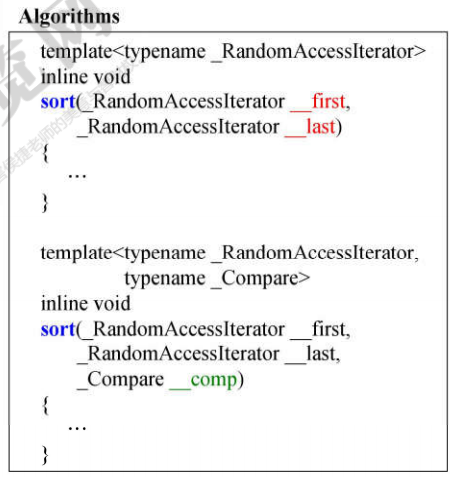 Algorithms
template<typename _RandomAccessIterator>
inline void
sort(_RandomAccessIterator __first,
_RandomAccessIterator __last)
{
...
}
template<typename _RandomAccessIterator,
typename _Compare>
inline void
sort(_RandomAccessIterator __first,
_RandomAccessIterator __last,
_Compare __comp)
{
...
}